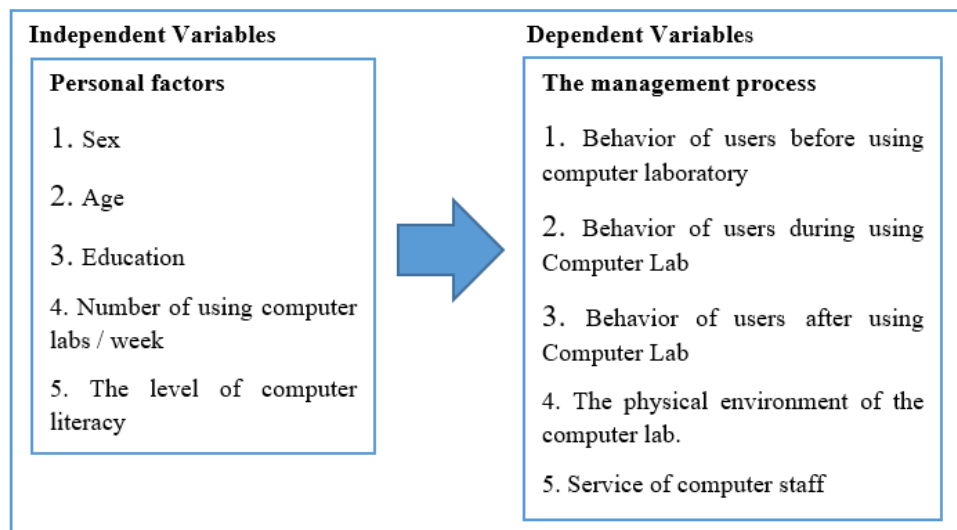 Independent Variables
Personal factors
1. Sex
2. Age
3. Education
4. Number of using computer
labs / week
5. The level of computer
literacy
Dependent Variables
The management process
1. Behavior of users before using
computer laboratory
2. Behavior of users during using
Computer Lab
3. Behavior of users after using
Computer Lab
4. The physical environment of the
computer lab.
5. Service of computer staff